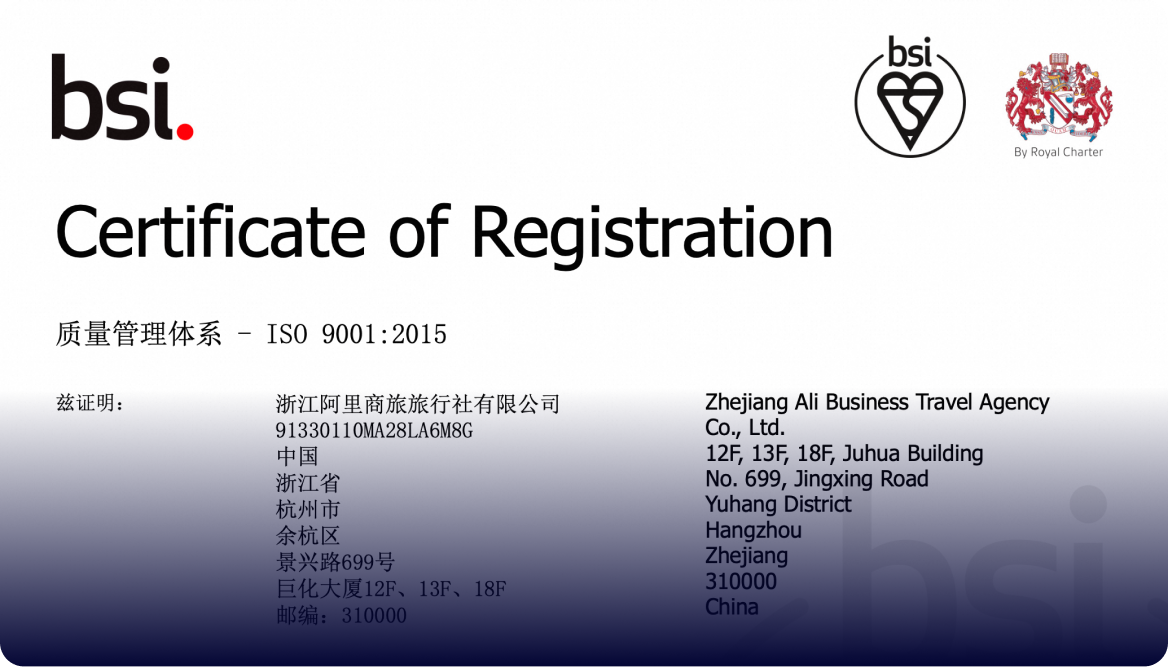 bsi.
bsi
By Royal Charter
Certificate of Registration
质量管理体系 - ISO 9001:2015
兹证明:
浙江阿里商旅旅行社有限公司
91330110MA28LA6M8G
中国
浙江省
杭州市
余杭区
景兴路699号
巨化大厦12F、13F、18F
邮编：310000
Zhejiang Ali Business Travel Agency
Co., Ltd.
12F, 13F, 18F, Juhua Building
No. 699, Jingxing Road
Yuhang District
Hangzhou
Zhejiang
310000
China
bsi